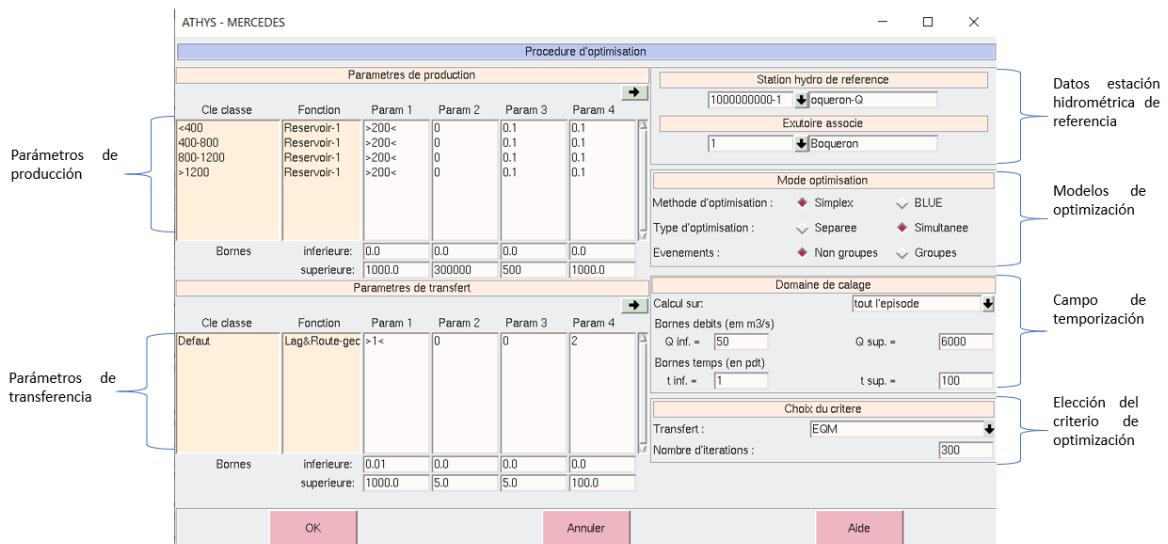 ATHYS - MERCEDES
Procedure d'optimisation
Parametres de production
Cle classe Fonction Param 1 Param 2 Param 3 Param 4
<400 Reservoir-1 >200< 0 0.1 0.1
400-800 Reservoir-1 >200< 0 0.1 0.1
800-1200 Reservoir-1 >200< 0 0.1 0.1
>1200 Reservoir-1 >200< 0 0.1 0.1
Bornes inferieure: 0.0 0.0 0.0 0.0
superieure: 1000.0 300000 500 1000.0
Parametres de transfert
Cle classe Fonction Param 1 Param 2 Param 3 Param 4
Defaut Lag&Route-geo >1< 0 0 2
Bornes inferieure: 0.01 0.0 0.0 0.0
superieure: 1000.0 5.0 5.0 100.0
Station hydro de reference
1000000000-1 oqueron-Q
Exutoire associe
1 Boqueron
Mode optimisation
Methode d'optimisation : Simplex BLUE
Type d'optimisation : Separee Simultanee
Evenements : Non groupes Groupes
Domaine de calage
Calcul sur: tout l'episode
Bornes debits (em m3/s)
Q inf. = 50 Q sup. = 6000
Bornes temps (en pdt)
t inf. = 1 t sup. = 100
Choix du critere
Transfert : EQM
Nombre d'iterations : 300
OK Annuler Aide
Parámetros de
producción
Parámetros de
transferencia
Datos estación
hidrométrica de
referencia
Modelos de
optimización
Campo de
temporización
Elección del
criterio de
optimización